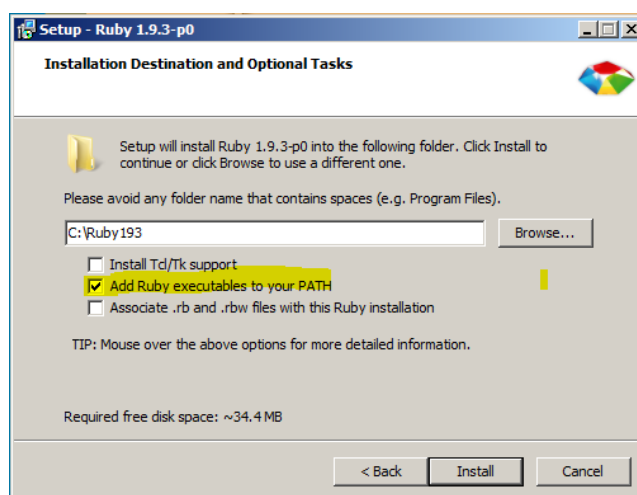 Setup - Ruby 1.9.3-p0
Installation Destination and Optional Tasks
Setup will install Ruby 1.9.3-p0 into the following folder. Click Install to
continue or click Browse to use a different one.
Please avoid any folder name that contains spaces (e.g. Program Files).
C:\Ruby193
Browse...
Install Tcl/Tk support
Add Ruby executables to your PATH
Associate .rb and .rbw files with this Ruby installation
TIP: Mouse over the above options for more detailed information.
Required free disk space: ~34.4 MB
< Back
Install
Cancel